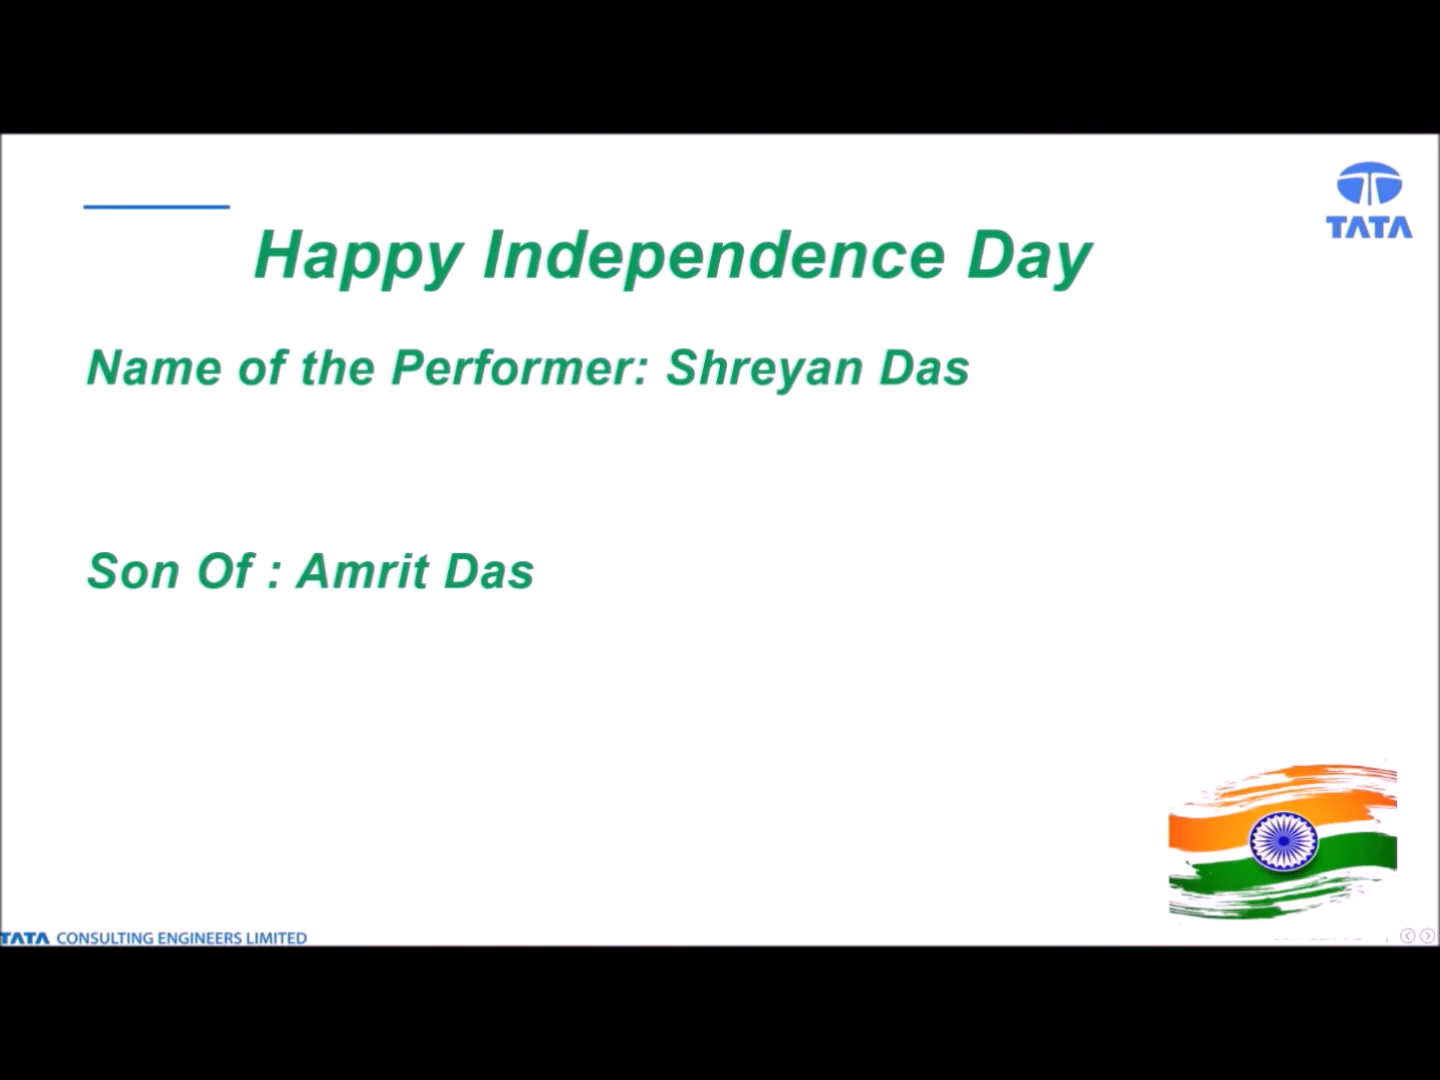 TATA
Happy Independence Day
Name of the Performer: Shreyan Das
Son Of : Amrit Das
TATA CONSULTING ENGINEERS LIMITED